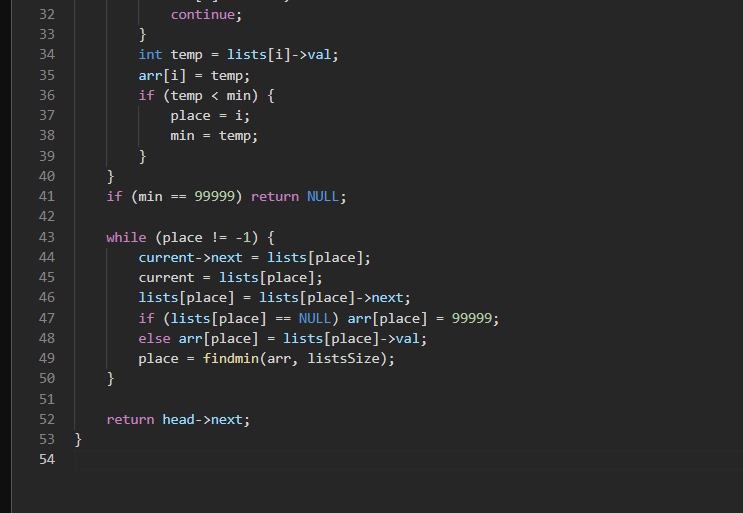 32 continue;
33 }
34 int temp = lists[i]->val;
35 arr[i] = temp;
36 if (temp < min) {
37 place = i;
38 min = temp;
39 }
40 }
41 if (min == 99999) return NULL;
42
43 while (place != -1) {
44 current->next = lists[place];
45 current = lists[place];
46 lists[place] = lists[place]->next;
47 if (lists[place] == NULL) arr[place] = 99999;
48 else arr[place] = lists[place]->val;
49 place = findmin(arr, listsSize);
50 }
51
52 return head->next;
53 }
54